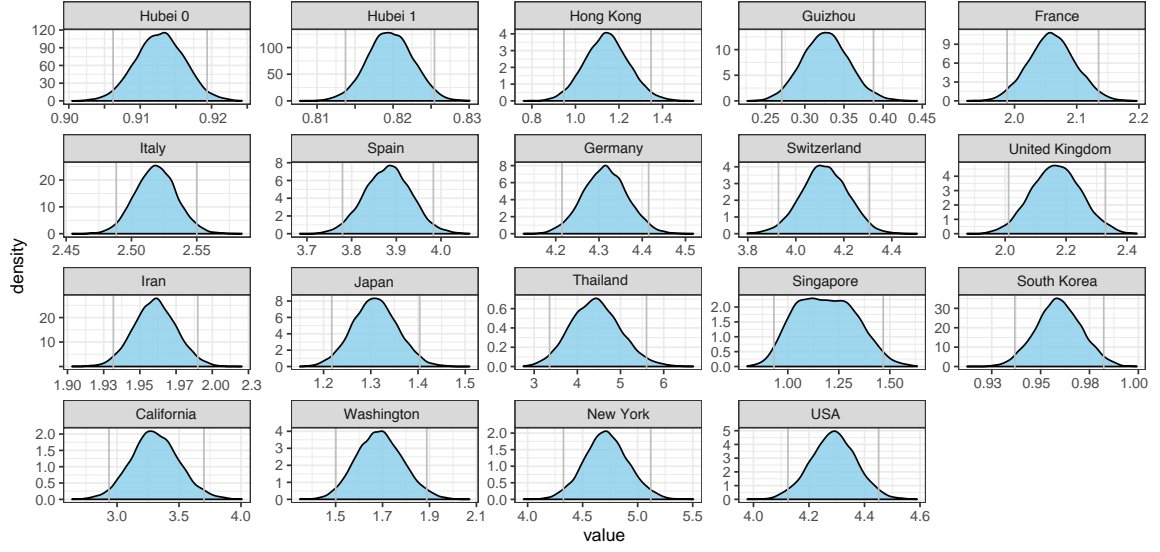 Hubei 0
Hubei 1
Hong Kong
Guizhou
France
120
90
60
30
0
100
50
0
4
3
2
1
0
10
5
0
9
6
3
0
0.90 0.91 0.92
0.81 0.82 0.83
0.8 1.0 1.2 1.4
0.25 0.30 0.35 0.40 0.45
2.0 2.1 2.2
Italy
Spain
Germany
Switzerland
United Kingdom
20
10
0
8
6
4
2
0
8
6
4
2
0
4
3
2
1
0
4
3
2
1
0
2.45 2.50 2.55
3.7 3.8 3.9 4.0
4.2 4.3 4.4 4.5
3.8 4.0 4.2 4.4
2.0 2.1 2.2 2.3 2.4
density
Iran
Japan
Thailand
Singapore
South Korea
20
10
0
8
6
4
2
0
0.6
0.4
0.2
0.0
2.0
1.5
1.0
0.5
0.0
30
20
10
0
1.90 1.93 1.95 1.97 2.00 2.3
1.2 1.3 1.4 1.5
3 4 5 6
1.00 1.25 1.50
0.93 0.95 0.98 1.00
California
Washington
New York
USA
2.0
1.5
1.0
0.5
0.0
4
3
2
1
0
2.0
1.5
1.0
0.5
0.0
5
4
3
2
1
0
3.0 3.5 4.0
1.5 1.7 1.9 2.1
4.0 4.5 5.0 5.5
4.0 4.2 4.4 4.6
value